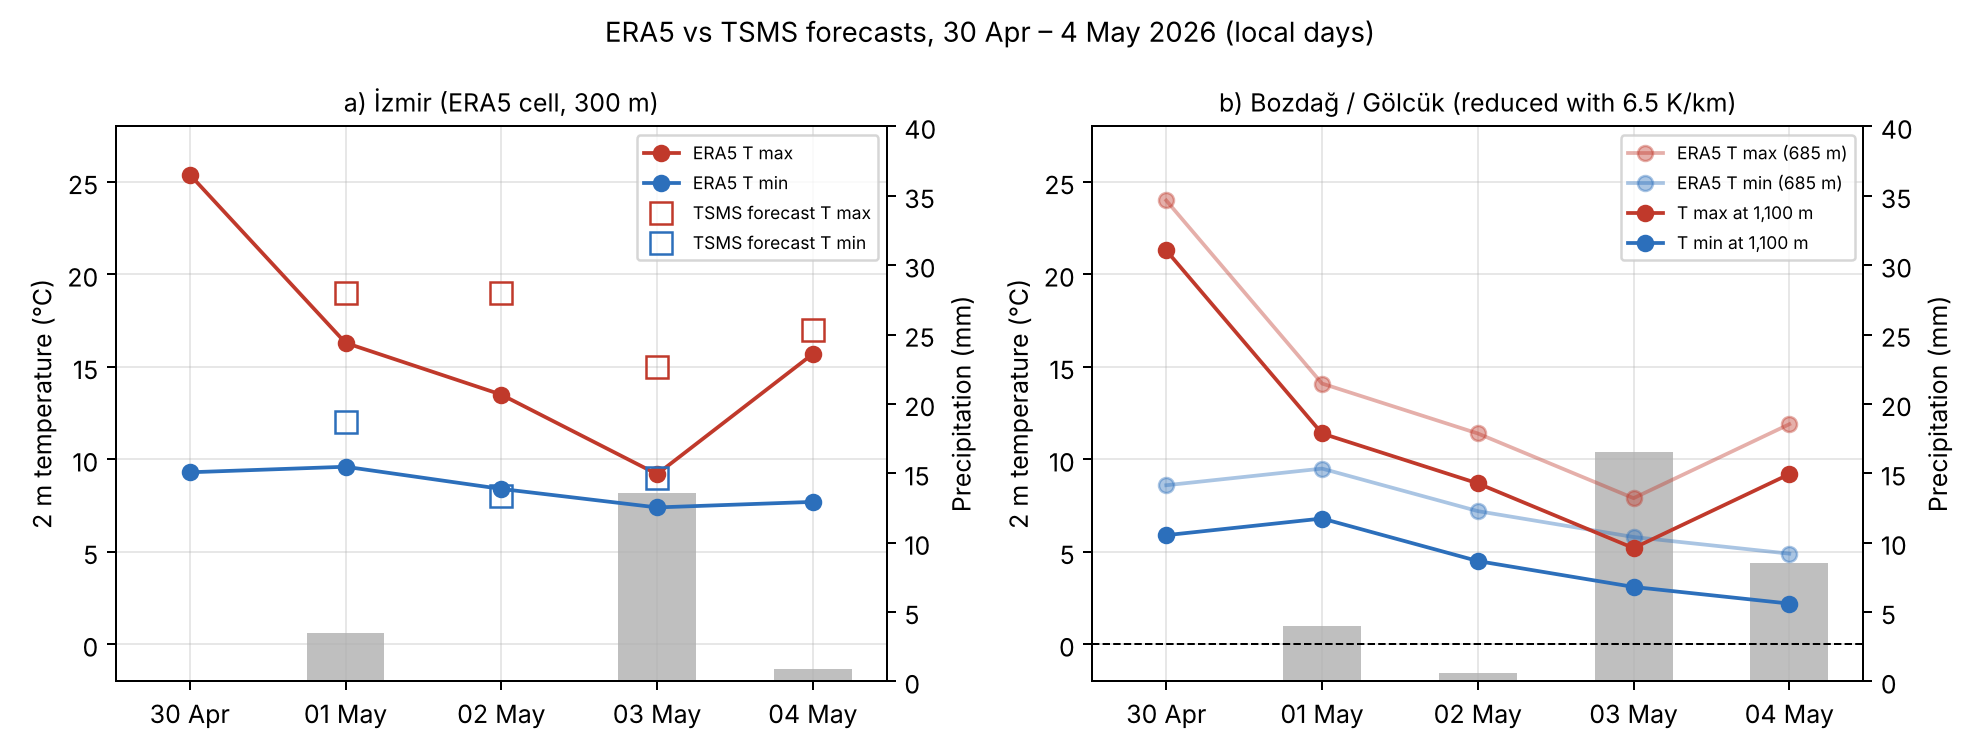 ERA5 vs TSMS forecasts, 30 Apr – 4 May 2026 (local days)
a) İzmir (ERA5 cell, 300 m)
2 m temperature (°C)
25
20
15
10
5
0
ERA5 T max
ERA5 T min
TSMS forecast T max
TSMS forecast T min
40
35
30
25
20
15
10
5
0
Precipitation (mm)
30 Apr
01 May
02 May
03 May
04 May
b) Bozdağ / Gölcük (reduced with 6.5 K/km)
2 m temperature (°C)
25
20
15
10
5
0
ERA5 T max (685 m)
ERA5 T min (685 m)
T max at 1,100 m
T min at 1,100 m
40
35
30
25
20
15
10
5
0
Precipitation (mm)
30 Apr
01 May
02 May
03 May
04 May